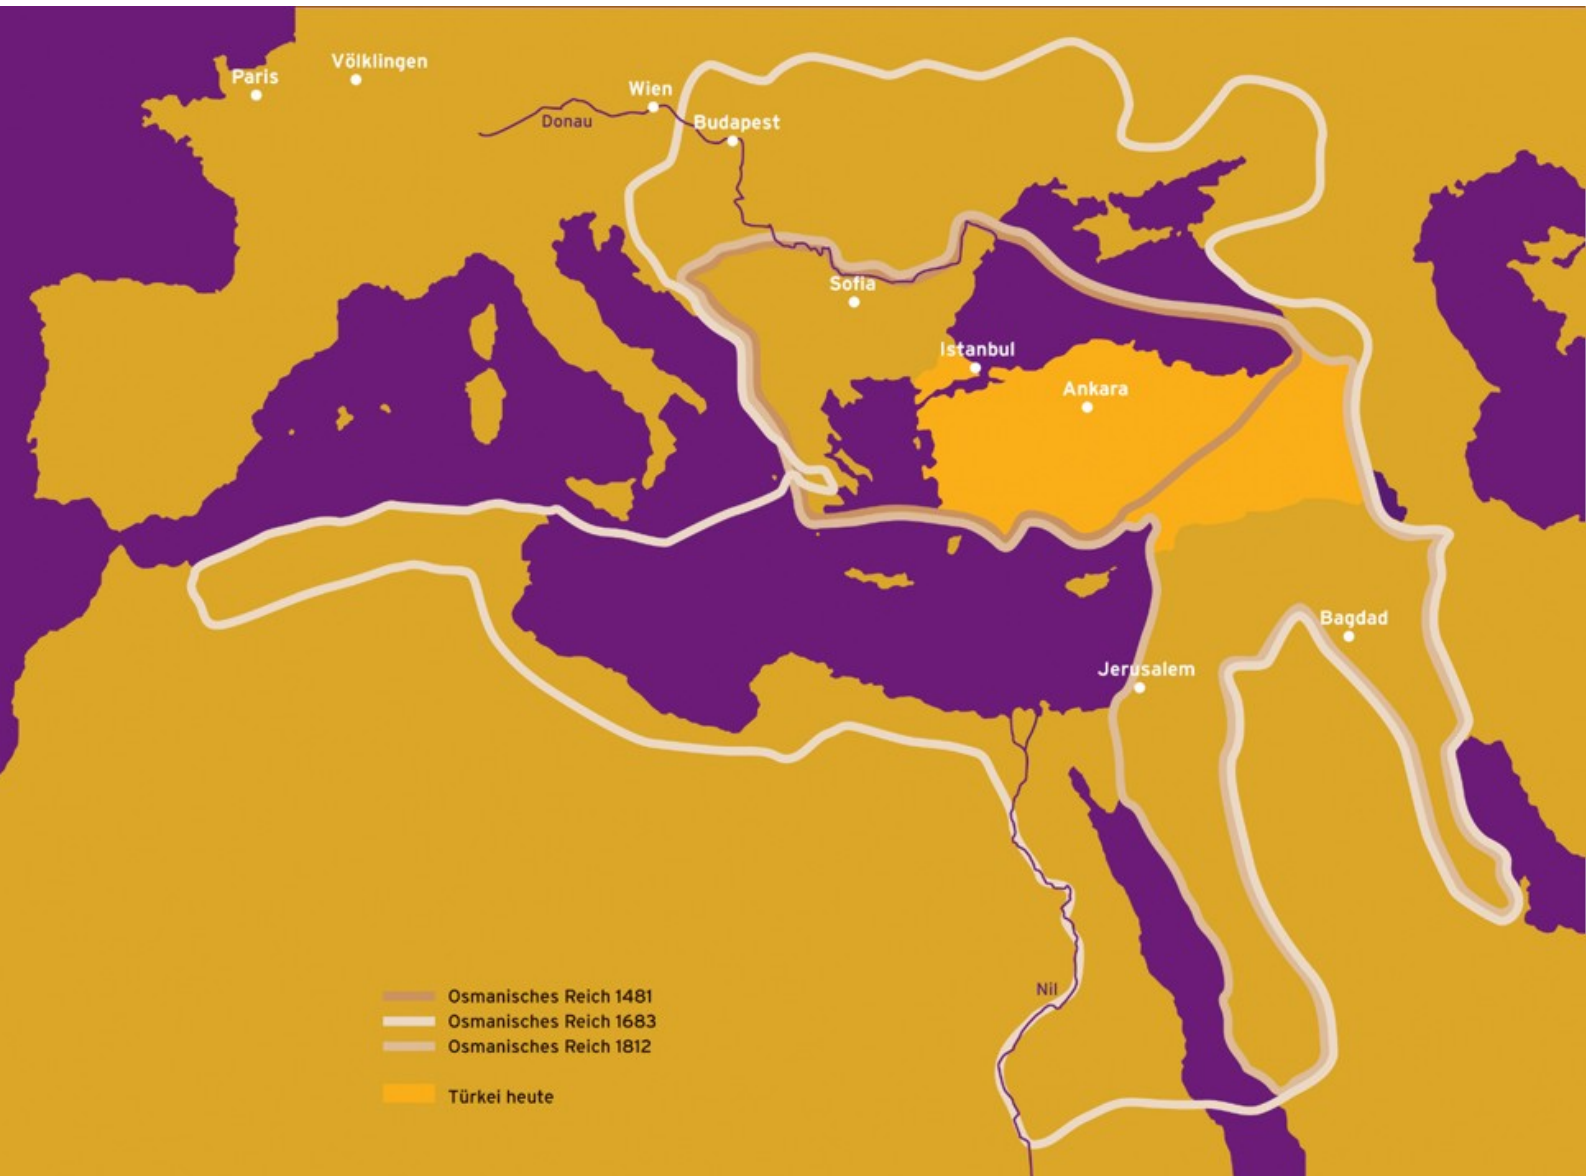 Paris
Völklingen
Wien
Donau
Budapest
Sofia
Istanbul
Ankara
Bagdad
Jerusalem
Nil
Osmanisches Reich 1481
Osmanisches Reich 1683
Osmanisches Reich 1812
Türkei heute